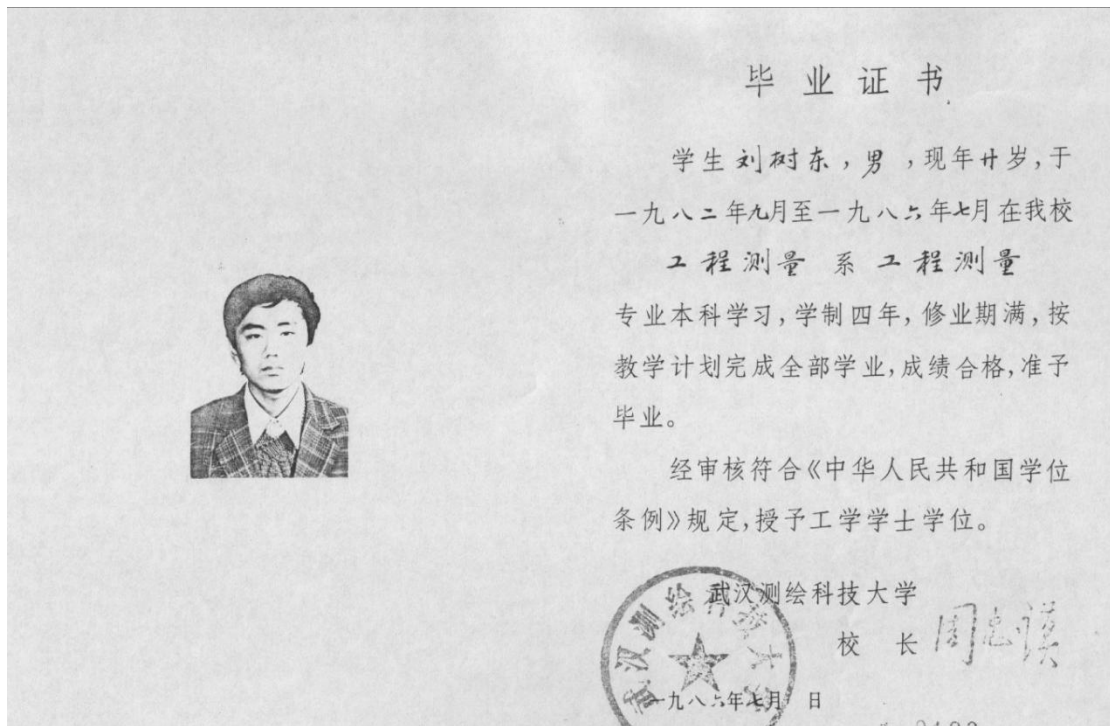 毕业证书
学生刘树东，男，现年廿岁，于
一九八二年九月至一九八六年七月在我校
工程测量 系 工程测量
专业本科学习，学制四年，修业期满，按
教学计划完成全部学业，成绩合格，准予
毕业。
经审核符合《中华人民共和国学位
条例》规定，授予工学学士学位。
武汉测绘科技大学
校 长
一九八六年七月 日